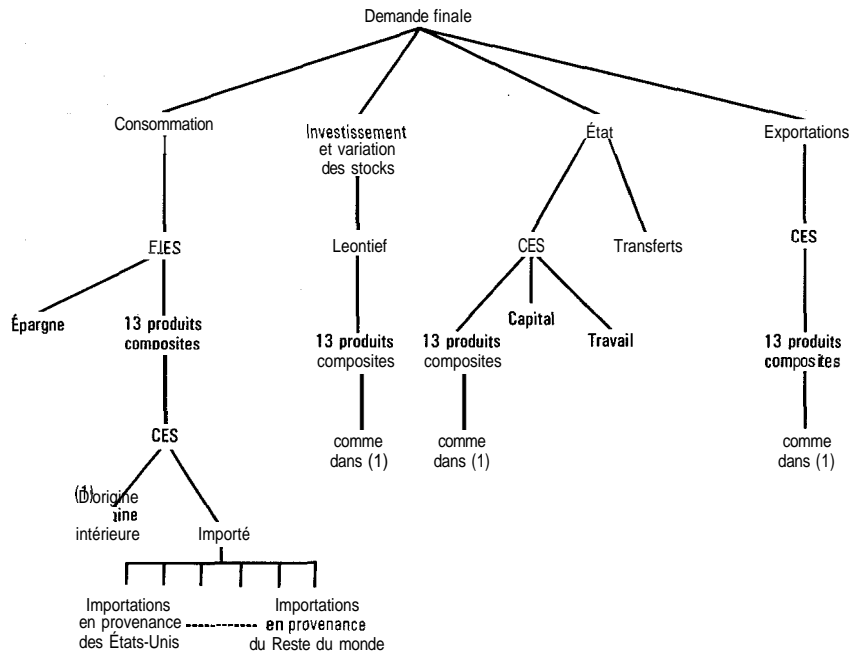 Demande finale
Consommation
Investissement
et variation
des stocks
État
Exportations
Leontief
CES
Transferts
CES
Épargne
13 produits
composites
13 produits
composites
13 produits
composites
Capital
Travail
13 produits
composites
CES
comme
dans (1)
comme
dans (1)
comme
dans (1)
(1)
D'origine
intérieure
Importé
Importations
en provenance
des États-Unis
Importations
en provenance
du Reste du monde